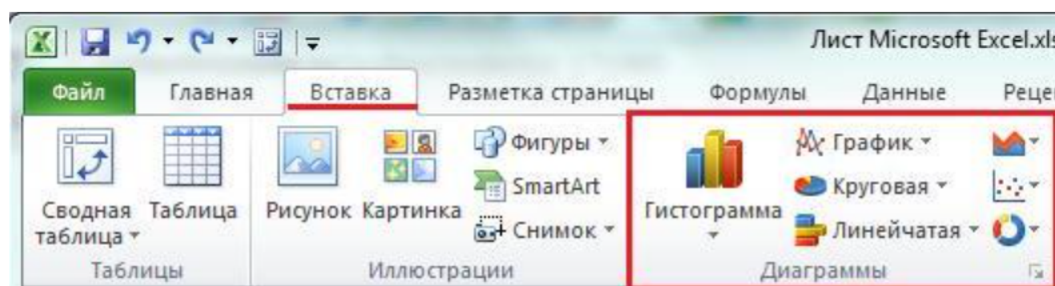 Лист Microsoft Excel.xls
Файл Главная Вставка Разметка страницы Формулы Данные Реце
Сводная таблица
Таблица
Рисунок
Картинка
Фигуры
SmartArt
Снимок
Гистограмма
График
Круговая
Линейчатая
Таблицы Иллюстрации Диаграммы